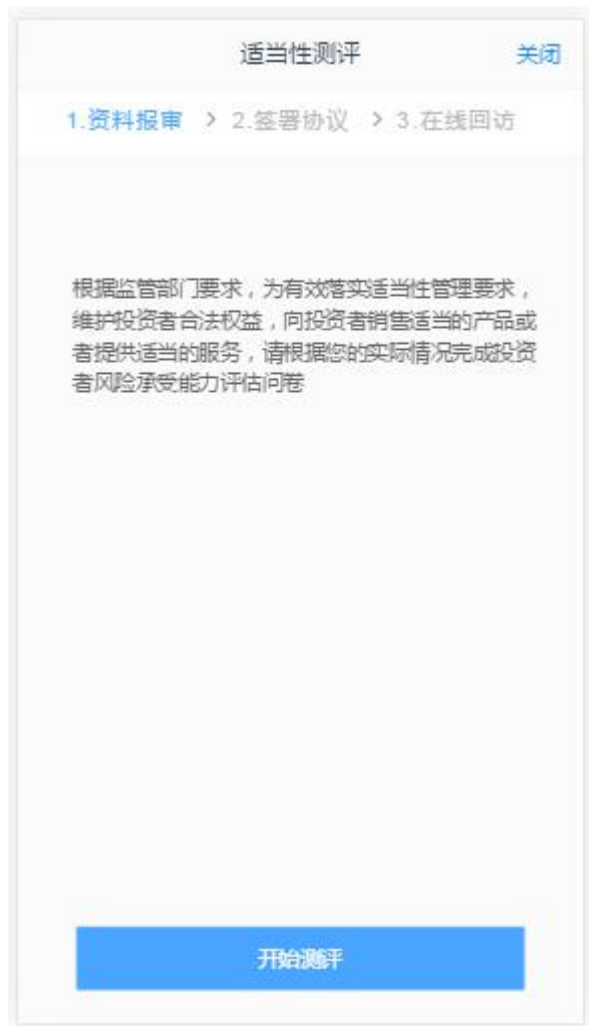 适当性测评 关闭
1.资料报审 > 2.签署协议 > 3.在线回访
根据监管部门要求，为有效落实适当性管理要求，
维护投资者合法权益，向投资者销售适当的产品或
者提供适当的服务，请根据您的实际情况完成投资
者风险承受能力评估问卷
开始测评